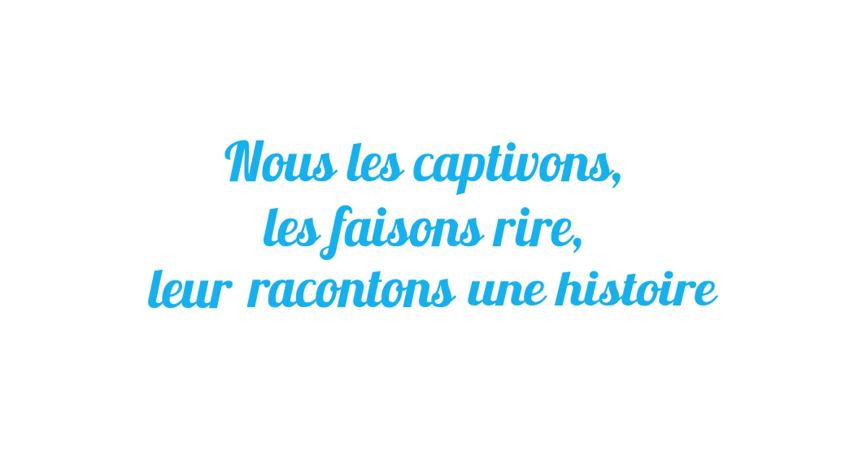 Nous les captivons,
les faisons rire,
leur racontons une histoire